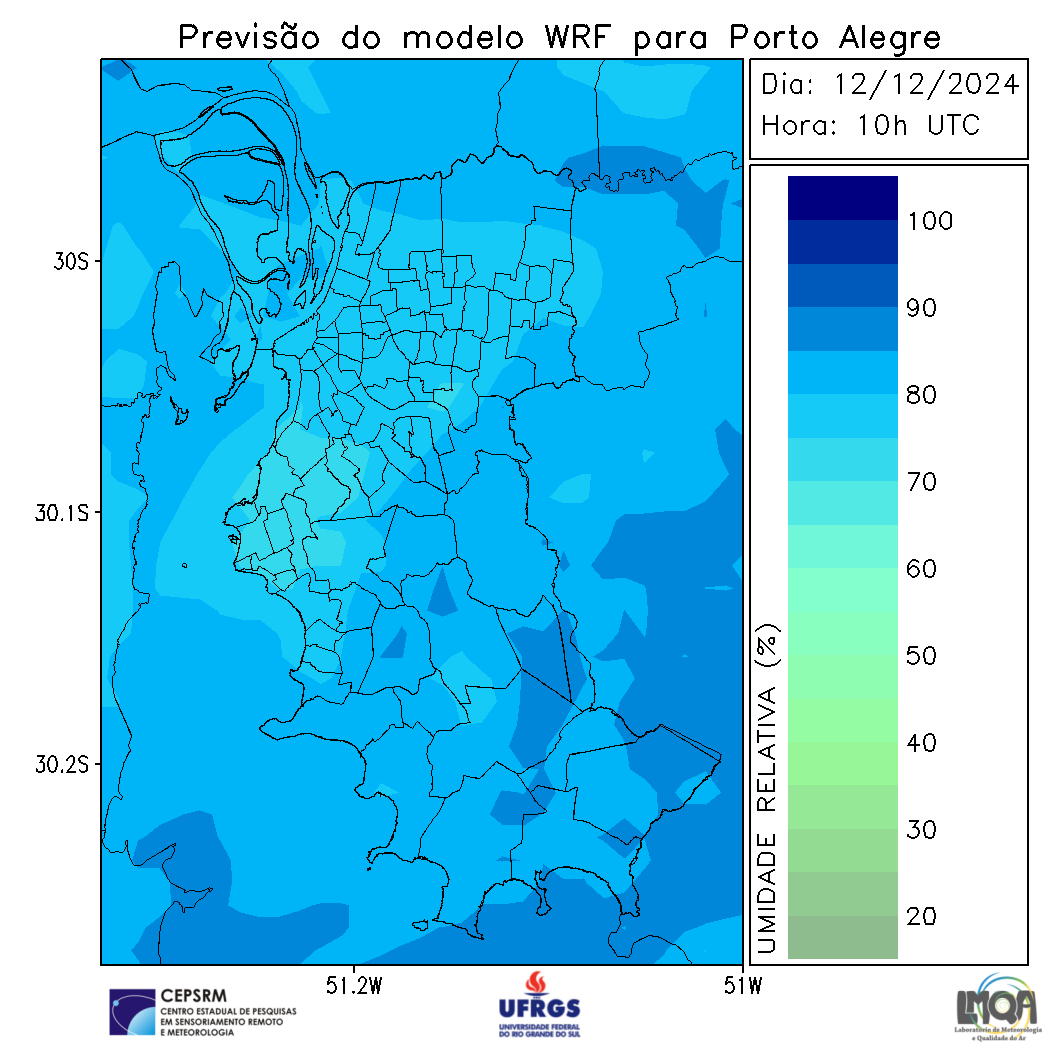 Previsão do modelo WRF para Porto Alegre
Dia: 12/12/2024
Hora: 10h UTC
100
90
80
70
60
50
40
30
20
UMIDADE RELATIVA (%)
30S
30.1S
30.2S
51.2W
51W
CEPSRM
CENTRO ESTADUAL DE PESQUISAS
EM SENSORIAMENTO REMOTO
E METEOROLOGIA
UFRGS
UNIVERSIDADE FEDERAL
DO RIO GRANDE DO SUL
LMQA
Laboratório de Meteorologia
e Qualidade do Ar